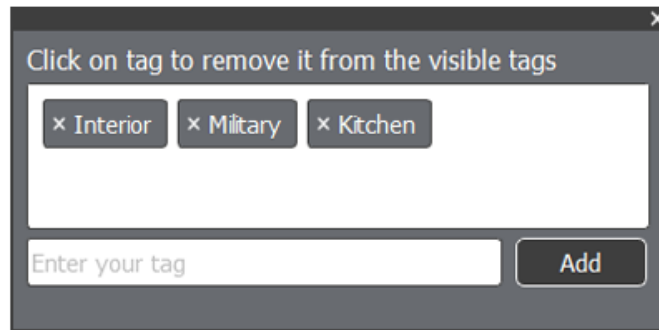 ×
Click on tag to remove it from the visible tags
× Interior × Military × Kitchen
Enter your tag Add